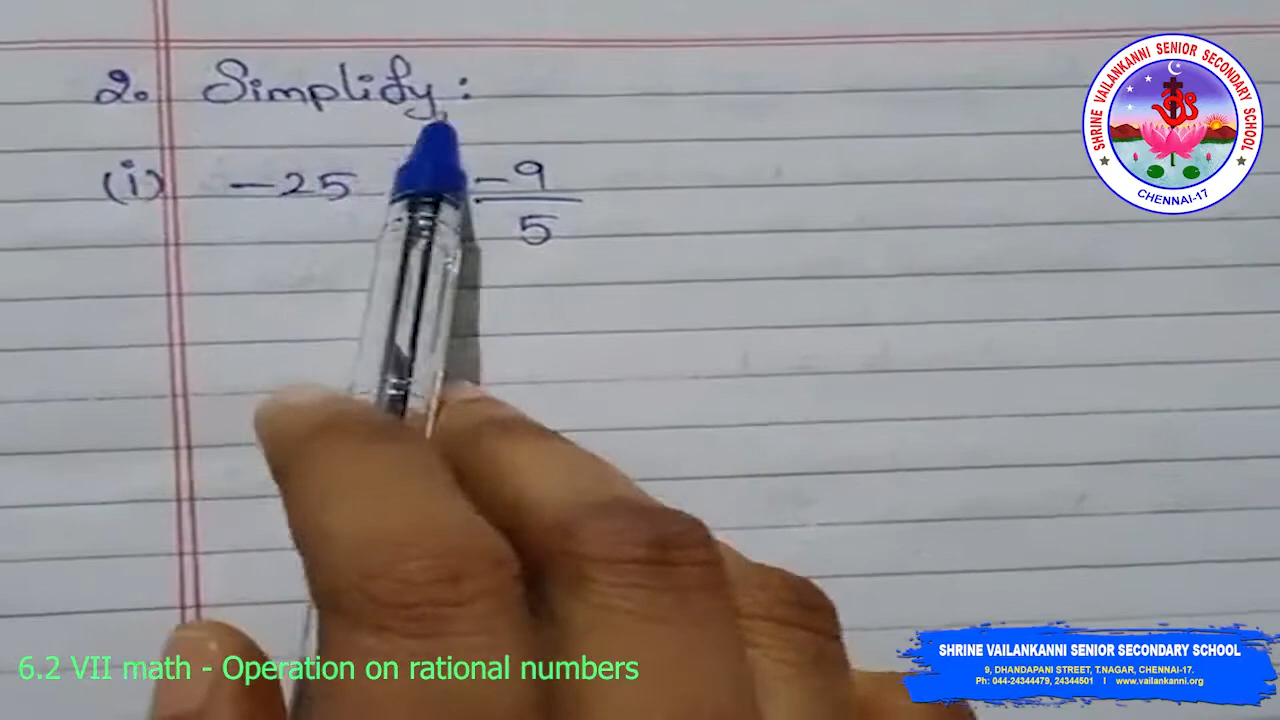 2. Simplify:
(i) -25 -9
5
SHRINE VAILANKANNI SENIOR SECONDARY SCHOOL
CHENNAI-17
6.2 VII math - Operation on rational numbers
SHRINE VAILANKANNI SENIOR SECONDARY SCHOOL
9, DHANDAPANI STREET, T.NAGAR, CHENNAI-17.
Ph: 044-24344479, 24344501 I www.vailankanni.org